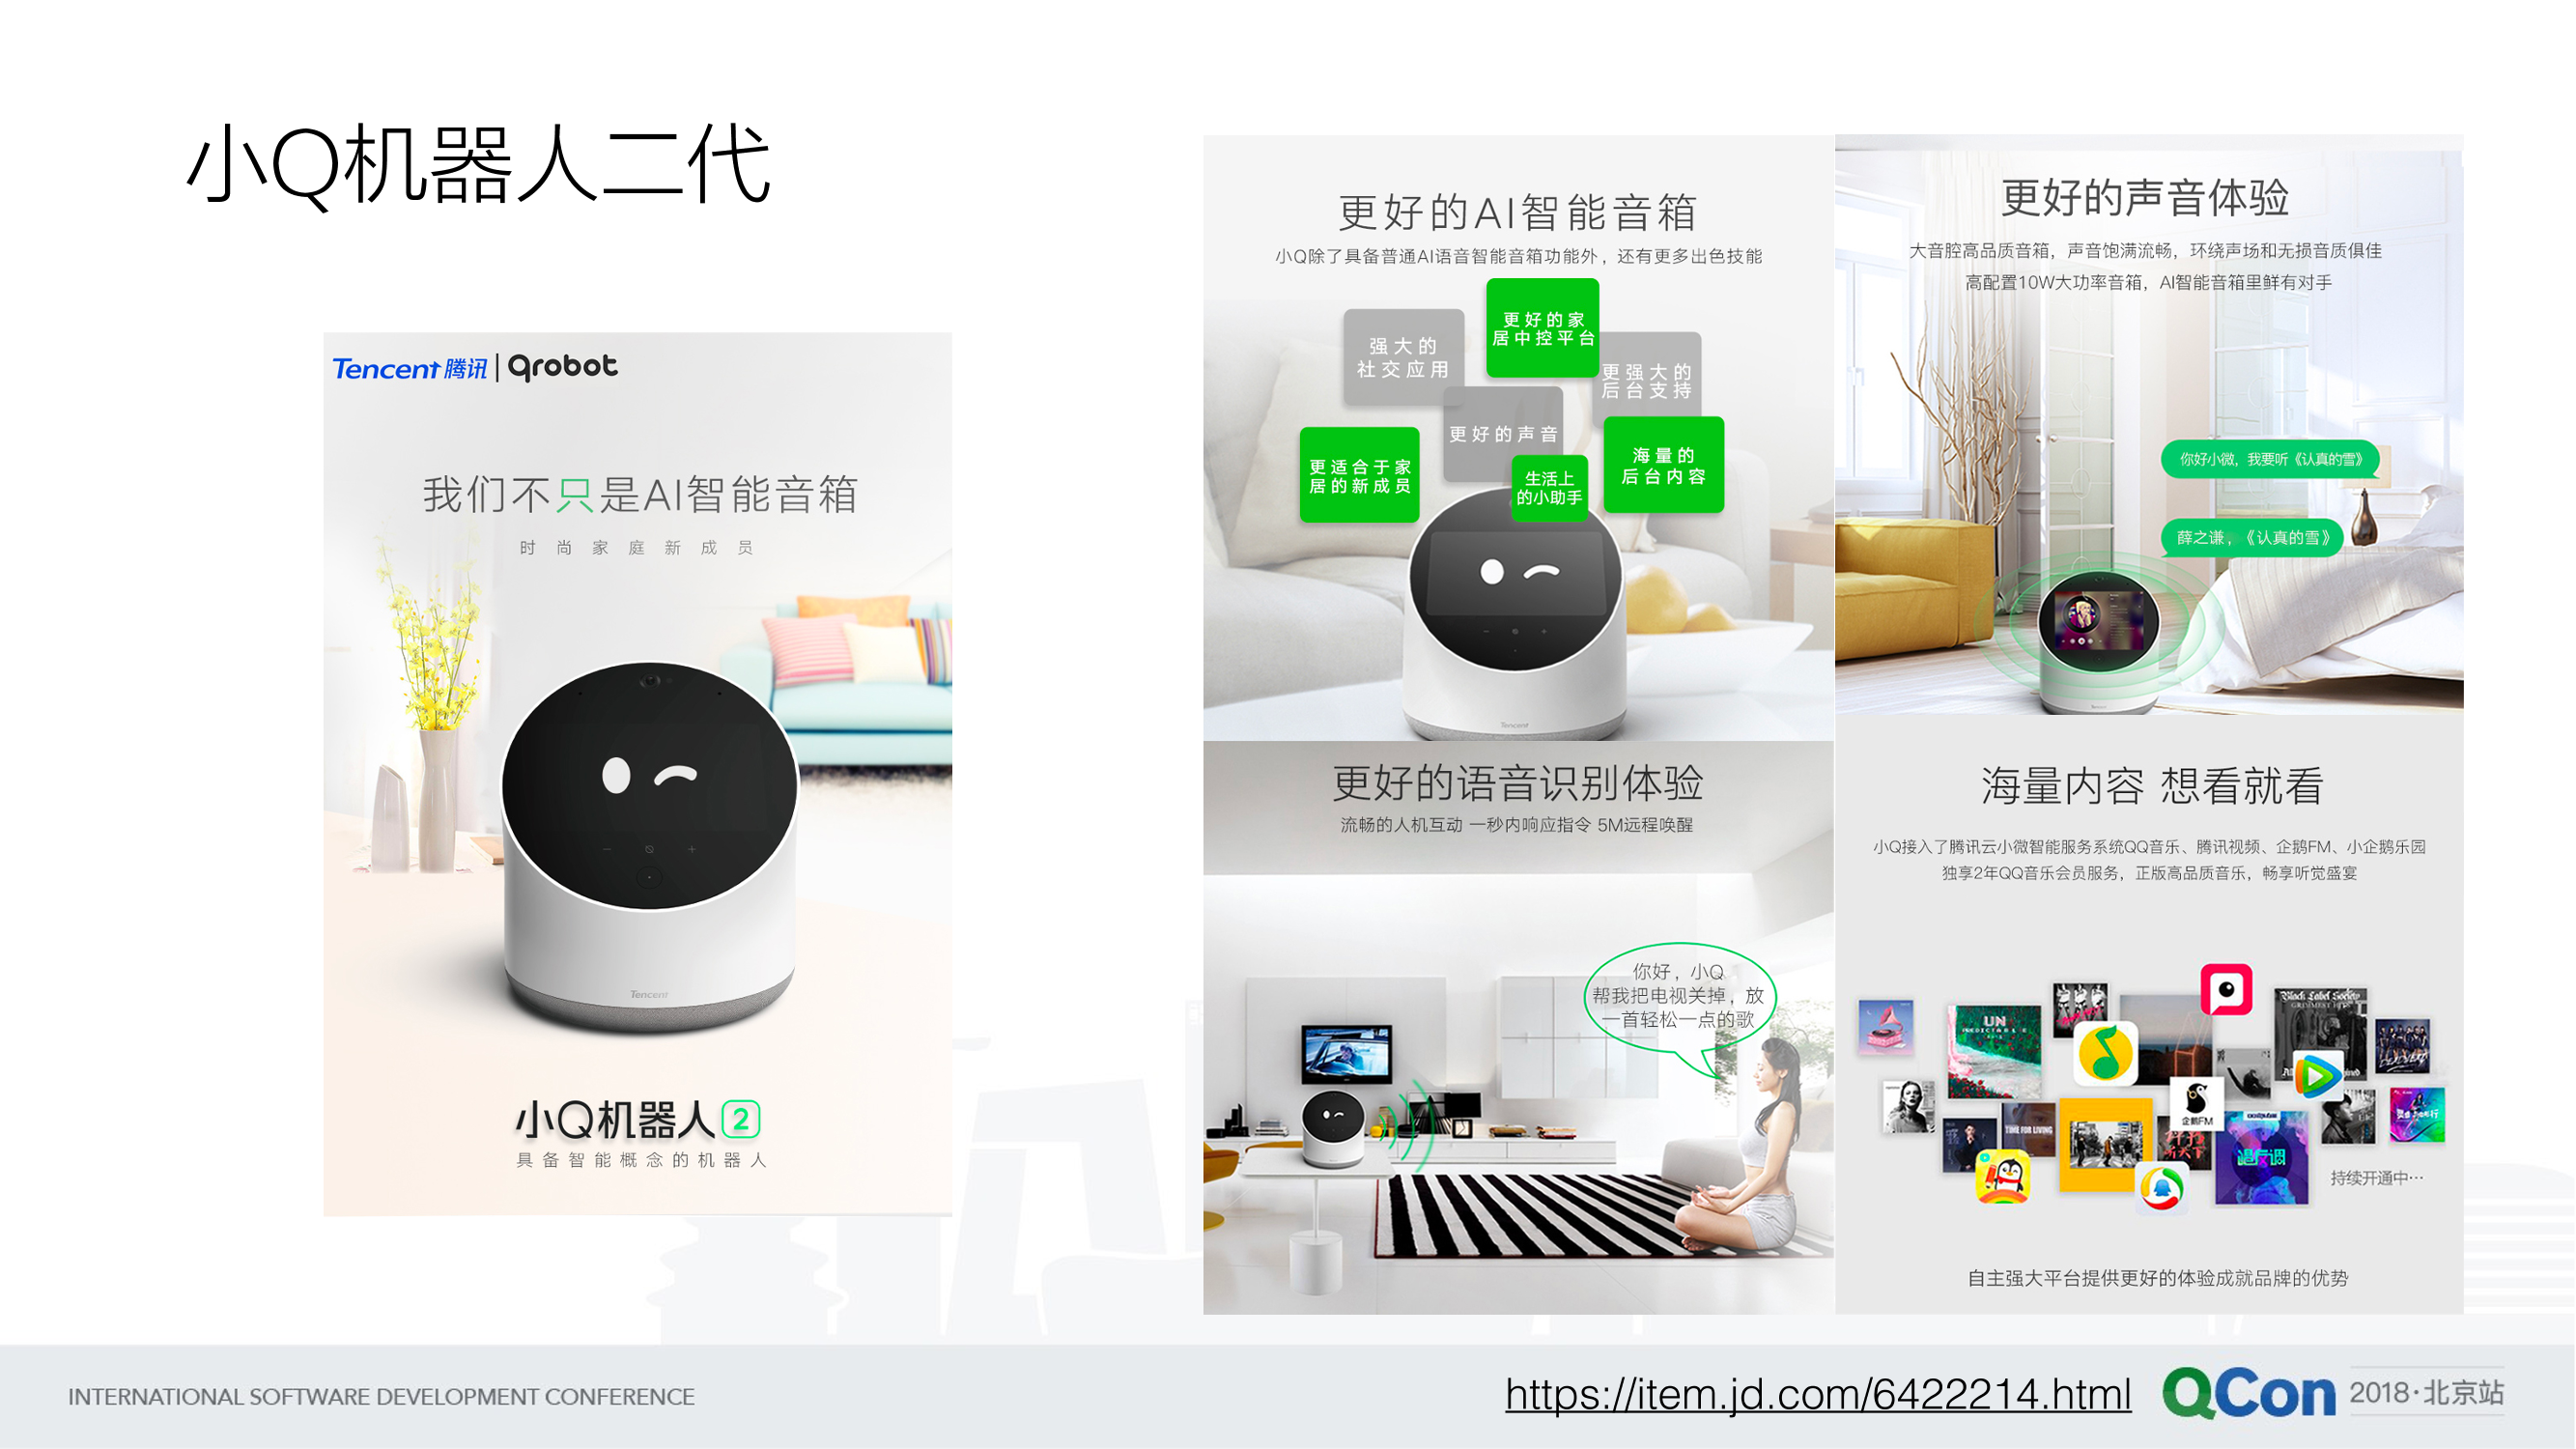 小Q机器人二代
Tencent 腾讯 | Qrobot
我们不只是AI智能音箱
时尚家庭新成员
Tencent
小Q机器人2
具备智能概念的机器人
更好的AI智能音箱
小Q除了具备普通AI语音智能音箱功能外，还有更多出色技能
强大的
社交应用
更好的家
居中控平台
更强大的
后台支持
更好的声音
更适合于家
居的新成员
生活上
的小助手
海量的
后台内容
Tencent
更好的声音体验
大音腔高品质音箱，声音饱满流畅，环绕声场和无损音质俱佳
高配置10W大功率音箱，AI智能音箱里鲜有对手
你好小微，我要听《认真的雪》
薛之谦，《认真的雪》
更好的语音识别体验
流畅的人机互动 一秒内响应指令 5M远程唤醒
你好，小Q
帮我把电视关掉，放
一首轻松一点的歌
海量内容 想看就看
小Q接入了腾讯云小微智能服务系统QQ音乐、腾讯视频、企鹅FM、小企鹅乐园
独享2年QQ音乐会员服务，正版高品质音乐，畅享听觉盛宴
Black Label Society
UN
企鹅FM
TIME FOR LIVING
持续开通中…
自主强大平台提供更好的体验成就品牌的优势
INTERNATIONAL SOFTWARE DEVELOPMENT CONFERENCE
https://item.jd.com/6422214.html
QCon 2018·北京站